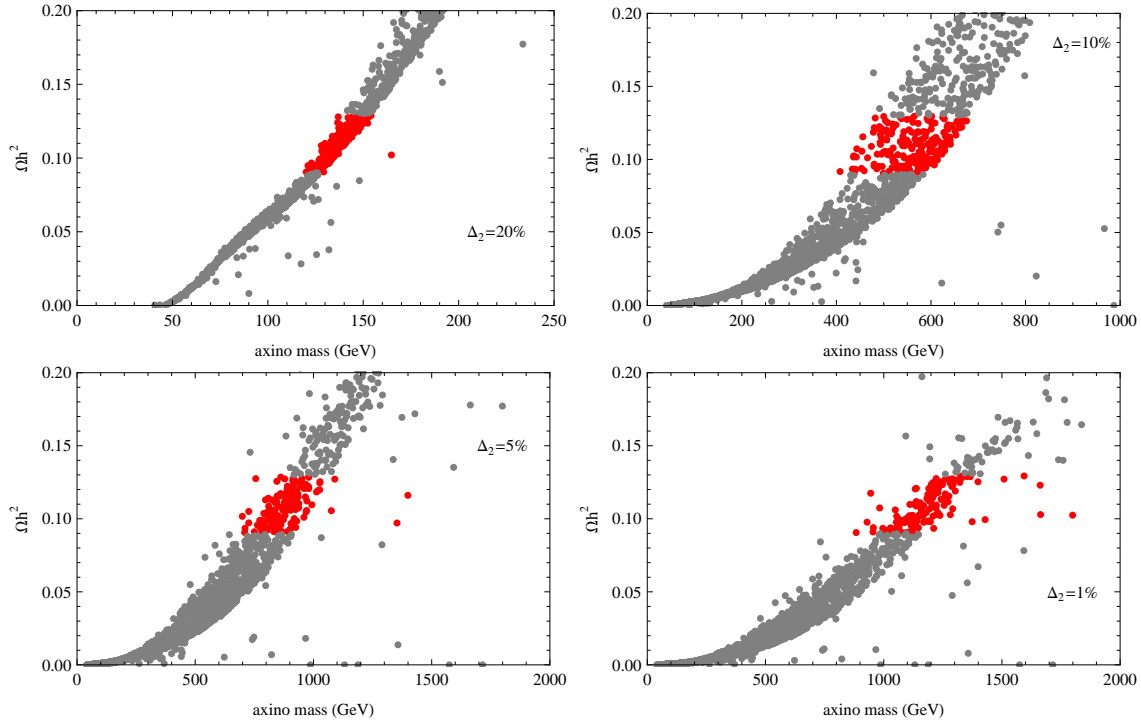 0.20
0.15
0.10
0.05
0.00
Ωh²
0 50 100 150 200 250
axino mass (GeV)
Δ₂=20%
0.20
0.15
0.10
0.05
0.00
Ωh²
0 200 400 600 800 1000
axino mass (GeV)
Δ₂=10%
0.20
0.15
0.10
0.05
0.00
Ωh²
0 500 1000 1500 2000
axino mass (GeV)
Δ₂=5%
0.20
0.15
0.10
0.05
0.00
Ωh²
0 500 1000 1500 2000
axino mass (GeV)
Δ₂=1%